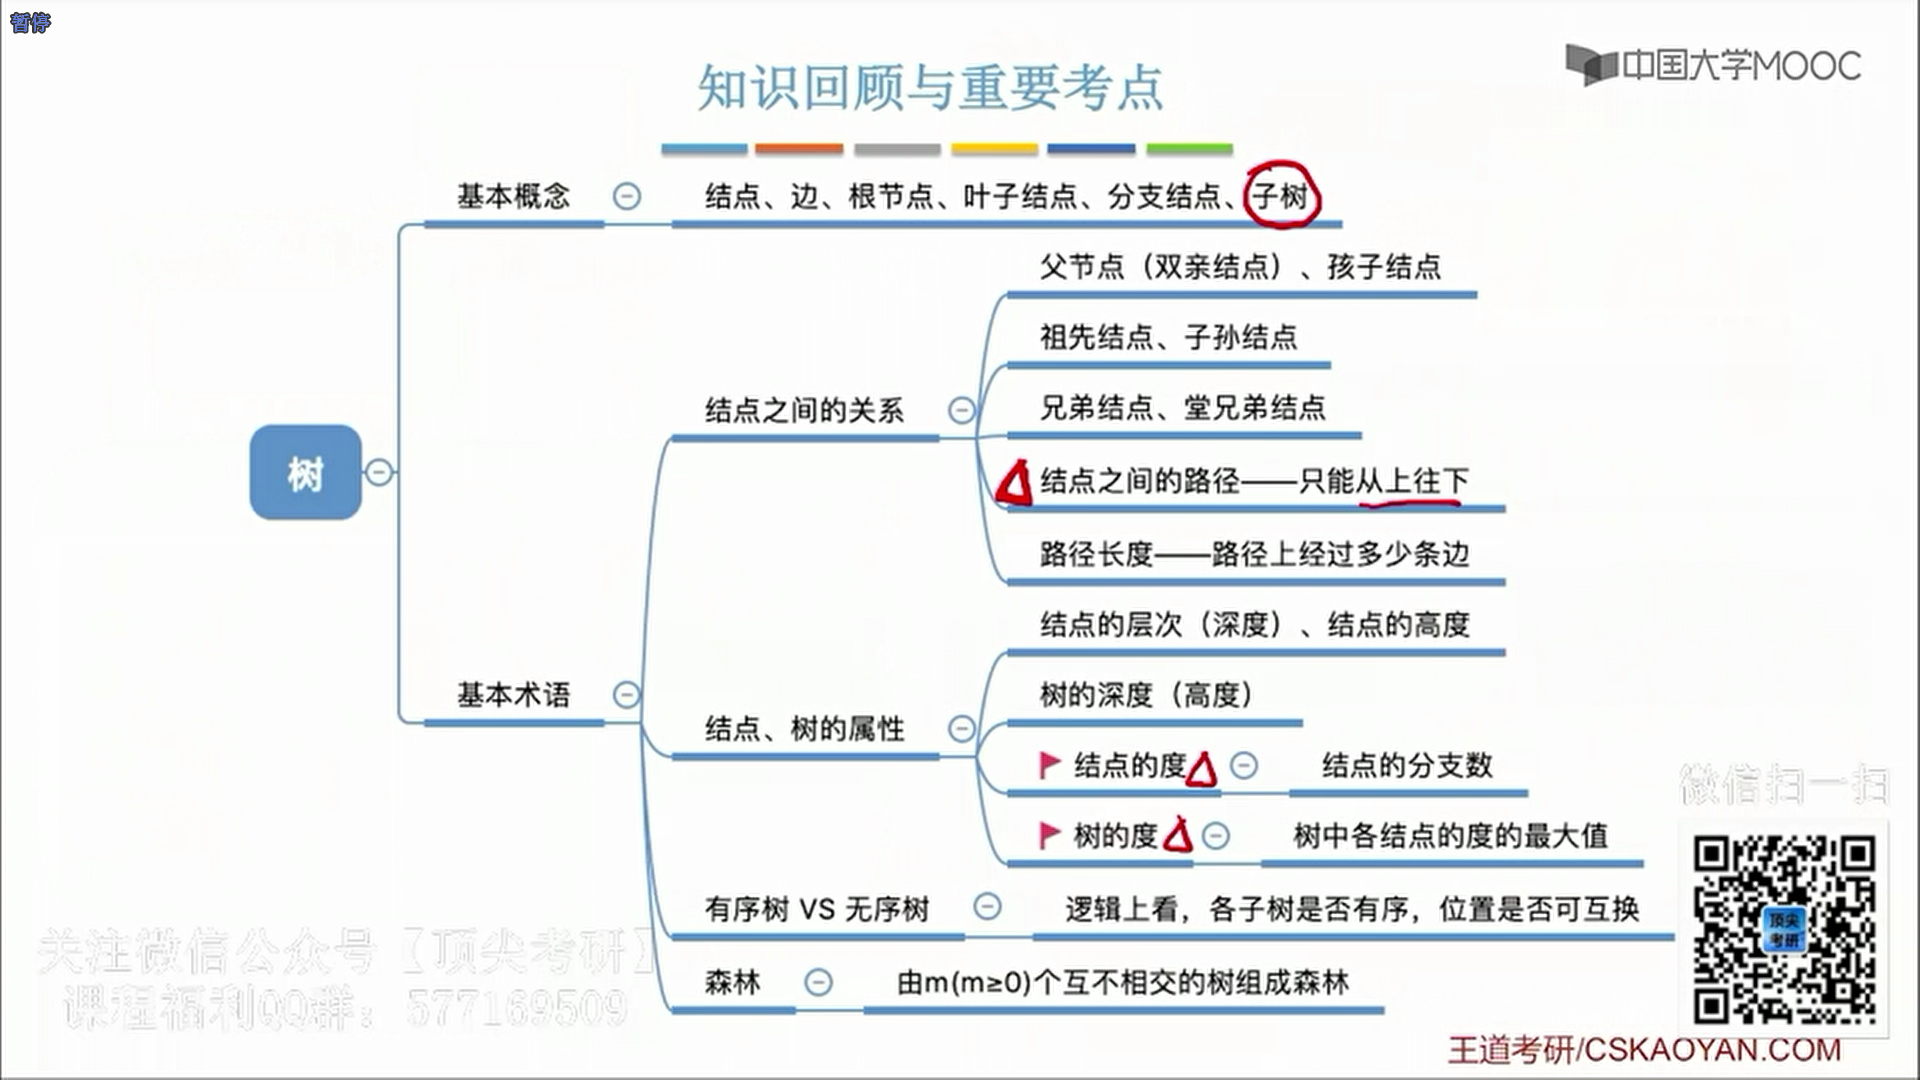 暂停
中国大学MOOC
知识回顾与重要考点
基本概念
结点、边、根节点、叶子结点、分支结点、子树
父节点（双亲结点）、孩子结点
祖先结点、子孙结点
结点之间的关系
兄弟结点、堂兄弟结点
结点之间的路径——只能从上往下
树
路径长度——路径上经过多少条边
结点的层次（深度）、结点的高度
基本术语
树的深度（高度）
结点、树的属性
结点的度
结点的分支数
树的度
树中各结点的度的最大值
微信扫一扫
有序树 VS 无序树
逻辑上看，各子树是否有序，位置是否可互换
顶尖
考研
关注微信公众号【顶尖考研】
森林
由m(m≥0)个互不相交的树组成森林
课程福利QQ群：577169509
王道考研/CSKAOYAN.COM